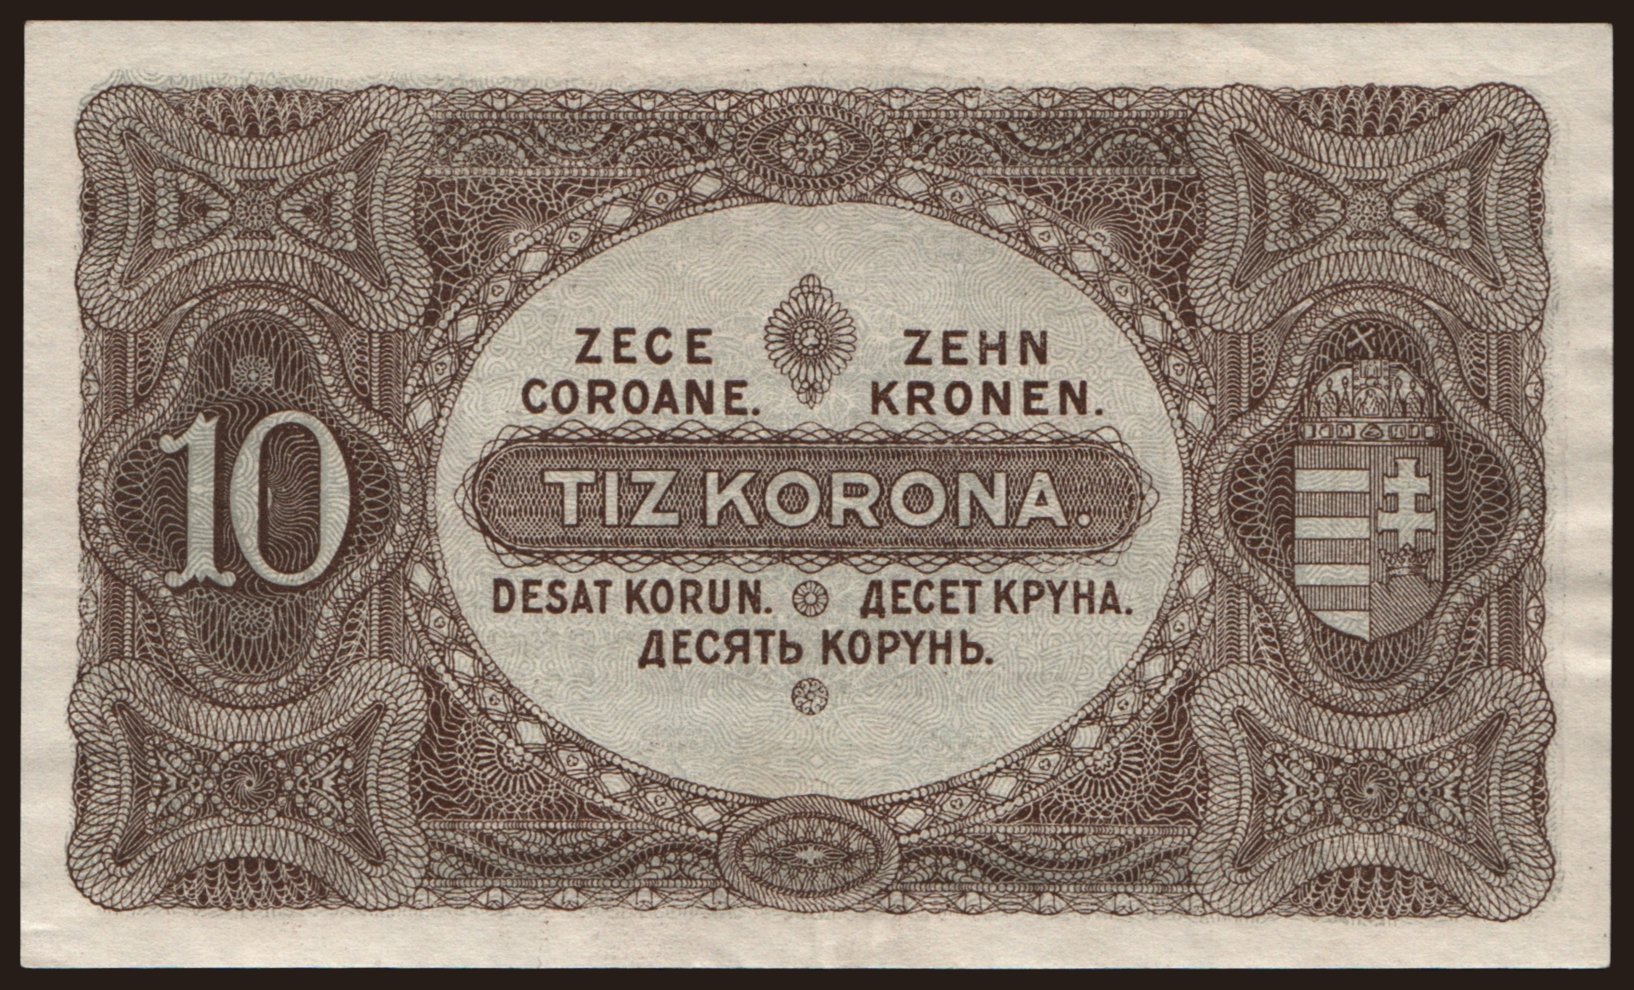 ZECE COROANE.
ZEHN KRONEN.
10
TIZ KORONA.
DESAT KORUN. ДЕСЕТ КРУНА.
ДЕСЯТЬ КОРУНЬ.